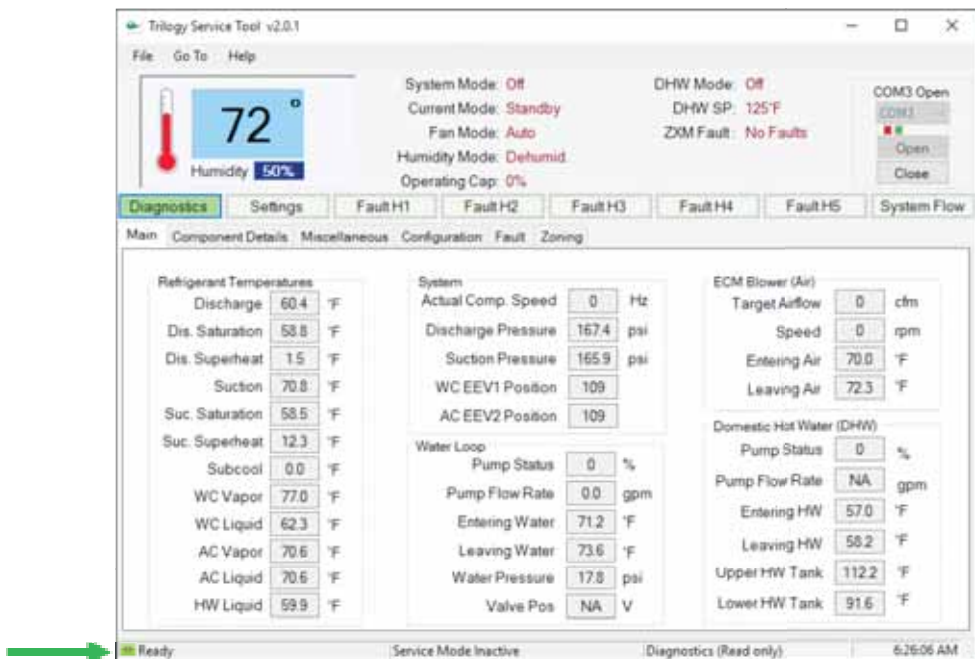 Trilogy Service Tool v2.0.1
File Go To Help
72°
Humidity 50%
System Mode: Off
Current Mode: Standby
Fan Mode: Auto
Humidity Mode: Dehumid.
Operating Cap: 0%
DHW Mode: Off
DHW SP: 125°F
ZXM Fault: No Faults
COM3 Open
COM3
Open
Close
Diagnostics Settings Fault H1 Fault H2 Fault H3 Fault H4 Fault H5 System Flow
Main Component Details Miscellaneous Configuration Fault Zoning
Refrigerant Temperatures
Discharge 60.4 °F
Dis. Saturation 58.8 °F
Dis. Superheat 1.5 °F
Suction 70.8 °F
Suc. Saturation 58.5 °F
Suc. Superheat 12.3 °F
Subcool 0.0 °F
WC Vapor 77.0 °F
WC Liquid 62.3 °F
AC Vapor 70.6 °F
AC Liquid 70.6 °F
HW Liquid 59.9 °F
System
Actual Comp. Speed 0 Hz
Discharge Pressure 167.4 psi
Suction Pressure 165.9 psi
WC EEV1 Position 109
AC EEV2 Position 109
Water Loop
Pump Status 0 %
Pump Flow Rate 0.0 gpm
Entering Water 71.2 °F
Leaving Water 73.6 °F
Water Pressure 17.8 psi
Valve Pos NA V
ECM Blower (Air)
Target Airflow 0 cfm
Speed 0 rpm
Entering Air 70.0 °F
Leaving Air 72.3 °F
Domestic Hot Water (DHW)
Pump Status 0 %
Pump Flow Rate NA gpm
Entering HW 57.0 °F
Leaving HW 58.2 °F
Upper HW Tank 112.2 °F
Lower HW Tank 91.6 °F
Ready Service Mode Inactive Diagnostics (Read only) 6:26:06 AM